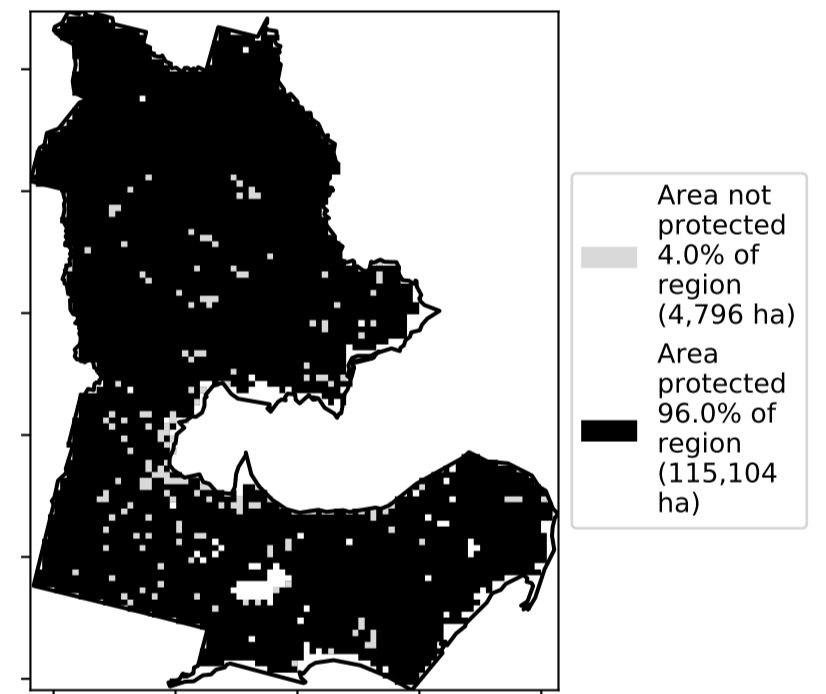 Area not
protected
4.0% of
region
(4,796 ha)
Area
protected
96.0% of
region
(115,104
ha)